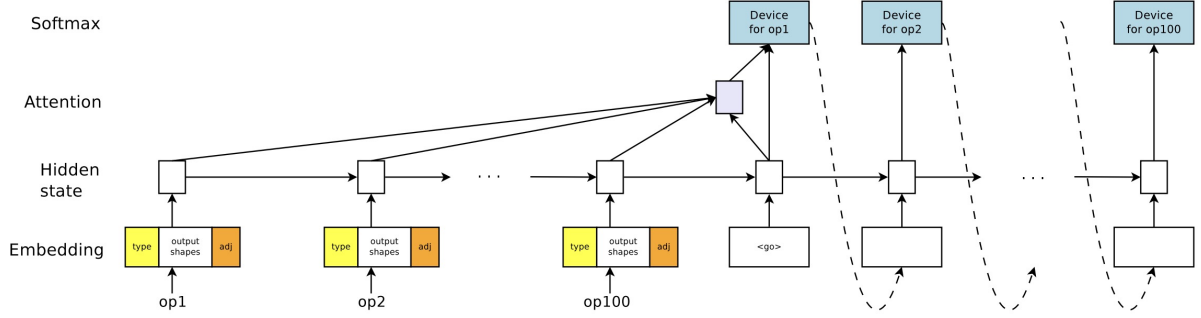 Softmax
Device
for op1
Device
for op2
Device
for op100
Attention
Hidden
state
. . .
. . .
Embedding
type
output
shapes
adj
type
output
shapes
adj
type
output
shapes
adj
<go>
op1
op2
op100